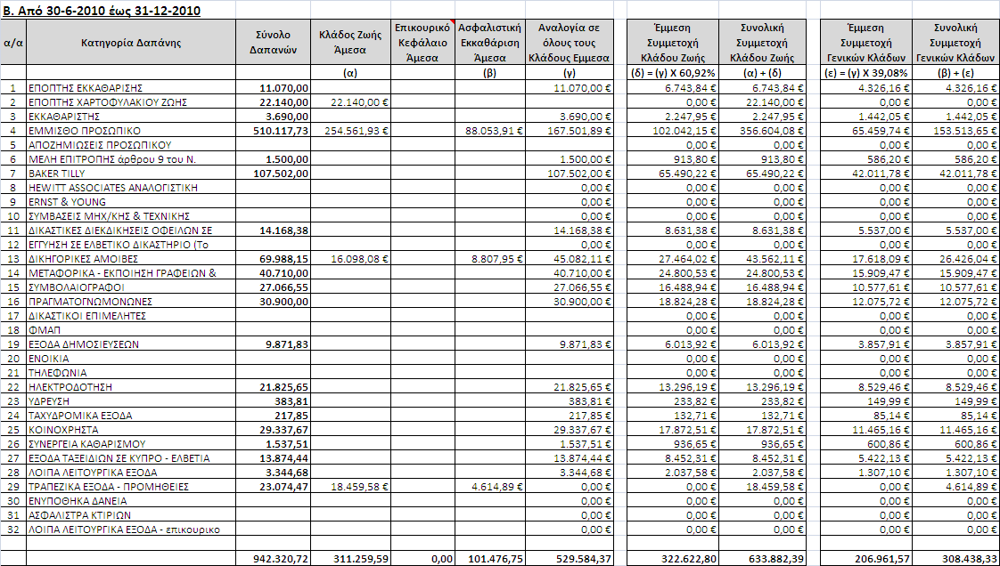 Β. Από 30-6-2010 έως 31-12-2010
α/α Κατηγορία Δαπάνης Σύνολο Δαπανών Κλάδος Ζωής Άμεσα Επικουρικό Κεφάλαιο Άμεσα Ασφαλιστική Εκκαθάριση Άμεσα Αναλογία σε όλους τους Κλάδους Εμμεσα Έμμεση Συμμετοχή Κλάδου Ζωής Συνολική Συμμετοχή Κλάδου Ζωής Έμμεση Συμμετοχή Γενικών Κλάδων Συνολική Συμμετοχή Γενικών Κλάδων
(α) (β) (γ) (δ) = (γ) Χ 60,92% (α) + (δ) (ε) = (γ) Χ 39,08% (β) + (ε)
1 ΕΠΟΠΤΗΣ ΕΚΚΑΘΑΡΙΣΗΣ 11.070,00 11.070,00 € 6.743,84 € 6.743,84 € 4.326,16 € 4.326,16 €
2 ΕΠΟΠΤΗΣ ΧΑΡΤΟΦΥΛΑΚΙΟΥ ΖΩΗΣ 22.140,00 22.140,00 € 0,00 € 22.140,00 € 0,00 € 0,00 €
3 ΕΚΚΑΘΑΡΙΣΤΗΣ 3.690,00 3.690,00 € 2.247,95 € 2.247,95 € 1.442,05 € 1.442,05 €
4 ΕΜΜΙΣΘΟ ΠΡΟΣΩΠΙΚΟ 510.117,73 254.561,93 € 88.053,91 € 167.501,89 € 102.042,15 € 356.604,08 € 65.459,74 € 153.513,65 €
5 ΑΠΟΖΗΜΙΩΣΕΙΣ ΠΡΟΣΩΠΙΚΟΥ 0,00 € 0,00 € 0,00 € 0,00 €
6 ΜΕΛΗ ΕΠΙΤΡΟΠΗΣ άρθρου 9 του Ν. 1.500,00 1.500,00 € 913,80 € 913,80 € 586,20 € 586,20 €
7 BAKER TILLY 107.502,00 107.502,00 € 65.490,22 € 65.490,22 € 42.011,78 € 42.011,78 €
8 HEWITT ASSOCIATES ΑΝΑΛΟΓΙΣΤΙΚΗ 0,00 € 0,00 € 0,00 € 0,00 € 0,00 €
9 ERNST & YOUNG 0,00 € 0,00 € 0,00 € 0,00 € 0,00 €
10 ΣΥΜΒΑΣΕΙΣ ΜΗΧ/ΚΗΣ & ΤΕΧΝΙΚΗΣ 0,00 € 0,00 € 0,00 € 0,00 € 0,00 €
11 ΔΙΚΑΣΤΙΚΕΣ ΔΙΕΚΔΙΚΗΣΕΙΣ ΟΦΕΙΛΩΝ ΣΕ 14.168,38 14.168,38 € 8.631,38 € 8.631,38 € 5.537,00 € 5.537,00 €
12 ΕΓΓΥΗΣΗ ΣΕ ΕΛΒΕΤΙΚΟ ΔΙΚΑΣΤΗΡΙΟ (Το 0,00 € 0,00 € 0,00 € 0,00 € 0,00 €
13 ΔΙΚΗΓΟΡΙΚΕΣ ΑΜΟΙΒΕΣ 69.988,15 16.098,08 € 8.807,95 € 45.082,11 € 27.464,02 € 43.562,11 € 17.618,09 € 26.426,04 €
14 ΜΕΤΑΦΟΡΙΚΑ - ΕΚΠΟΙΗΣΗ ΓΡΑΦΕΙΩΝ & 40.710,00 40.710,00 € 24.800,53 € 24.800,53 € 15.909,47 € 15.909,47 €
15 ΣΥΜΒΟΛΑΙΟΓΡΑΦΟΙ 27.066,55 27.066,55 € 16.488,94 € 16.488,94 € 10.577,61 € 10.577,61 €
16 ΠΡΑΓΜΑΤΟΓΝΩΜΟΝΩΝΕΣ 30.900,00 30.900,00 € 18.824,28 € 18.824,28 € 12.075,72 € 12.075,72 €
17 ΔΙΚΑΣΤΙΚΟΙ ΕΠΙΜΕΛΗΤΕΣ 0,00 € 0,00 € 0,00 € 0,00 €
18 ΦΜΑΠ 0,00 € 0,00 € 0,00 € 0,00 €
19 ΕΞΟΔΑ ΔΗΜΟΣΙΕΥΣΕΩΝ 9.871,83 9.871,83 € 6.013,92 € 6.013,92 € 3.857,91 € 3.857,91 €
20 ΕΝΟΙΚΙΑ 0,00 € 0,00 € 0,00 € 0,00 €
21 ΤΗΛΕΦΩΝΙΑ 0,00 € 0,00 € 0,00 € 0,00 €
22 ΗΛΕΚΤΡΟΔΟΤΗΣΗ 21.825,65 21.825,65 € 13.296,19 € 13.296,19 € 8.529,46 € 8.529,46 €
23 ΥΔΡΕΥΣΗ 383,81 383,81 € 233,82 € 233,82 € 149,99 € 149,99 €
24 ΤΑΧΥΔΡΟΜΙΚΑ ΕΞΟΔΑ 217,85 217,85 € 132,71 € 132,71 € 85,14 € 85,14 €
25 ΚΟΙΝΟΧΡΗΣΤΑ 29.337,67 29.337,67 € 17.872,51 € 17.872,51 € 11.465,16 € 11.465,16 €
26 ΣΥΝΕΡΓΕΙΑ ΚΑΘΑΡΙΣΜΟΥ 1.537,51 1.537,51 € 936,65 € 936,65 € 600,86 € 600,86 €
27 ΕΞΟΔΑ ΤΑΞΕΙΔΙΩΝ ΣΕ ΚΥΠΡΟ - ΕΛΒΕΤΙΑ 13.874,44 13.874,44 € 8.452,31 € 8.452,31 € 5.422,13 € 5.422,13 €
28 ΛΟΙΠΑ ΛΕΙΤΟΥΡΓΙΚΑ ΕΞΟΔΑ 3.344,68 3.344,68 € 2.037,58 € 2.037,58 € 1.307,10 € 1.307,10 €
29 ΤΡΑΠΕΖΙΚΑ ΕΞΟΔΑ - ΠΡΟΜΗΘΕΙΕΣ 23.074,47 18.459,58 € 4.614,89 € 0,00 € 0,00 € 18.459,58 € 0,00 € 4.614,89 €
30 ΕΝΥΠΟΘΗΚΑ ΔΑΝΕΙΑ 0,00 € 0,00 € 0,00 € 0,00 € 0,00 €
31 ΑΣΦΑΛΙΣΤΡΑ ΚΤΙΡΙΩΝ 0,00 € 0,00 € 0,00 € 0,00 € 0,00 €
32 ΛΟΙΠΑ ΛΕΙΤΟΥΡΓΙΚΑ ΕΞΟΔΑ - επικουρικο 0,00 € 0,00 € 0,00 € 0,00 € 0,00 €
942.320,72 311.259,59 0,00 101.476,75 529.584,37 322.622,80 633.882,39 206.961,57 308.438,33